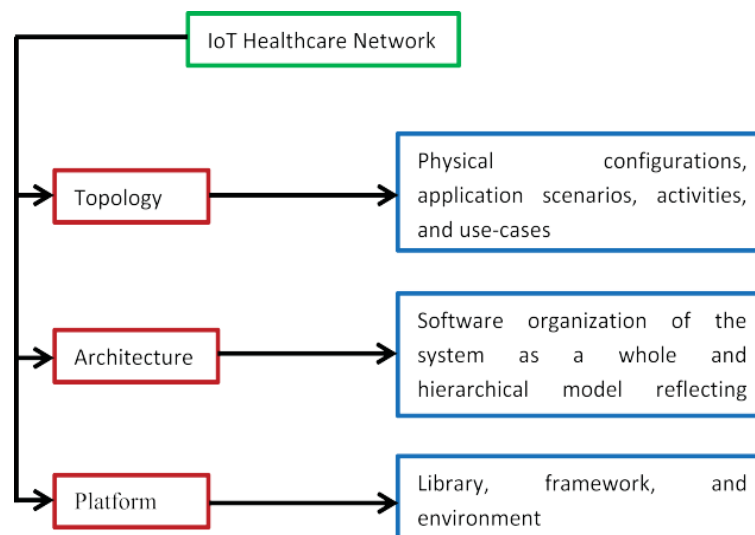 IoT Healthcare Network
Topology
Physical configurations,
application scenarios, activities,
and use-cases
Architecture
Software organization of the
system as a whole and
hierarchical model reflecting
Platform
Library, framework, and
environment